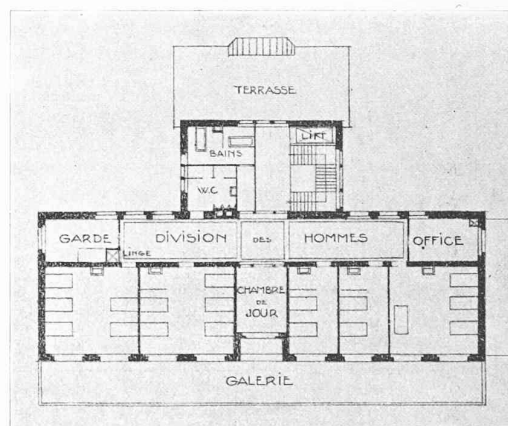 TERRASSE
LIFT
BAINS
W.C
GARDE
DIVISION DES HOMMES
OFFICE
LINGE
CHAMBRE
DE
JOUR
GALERIE